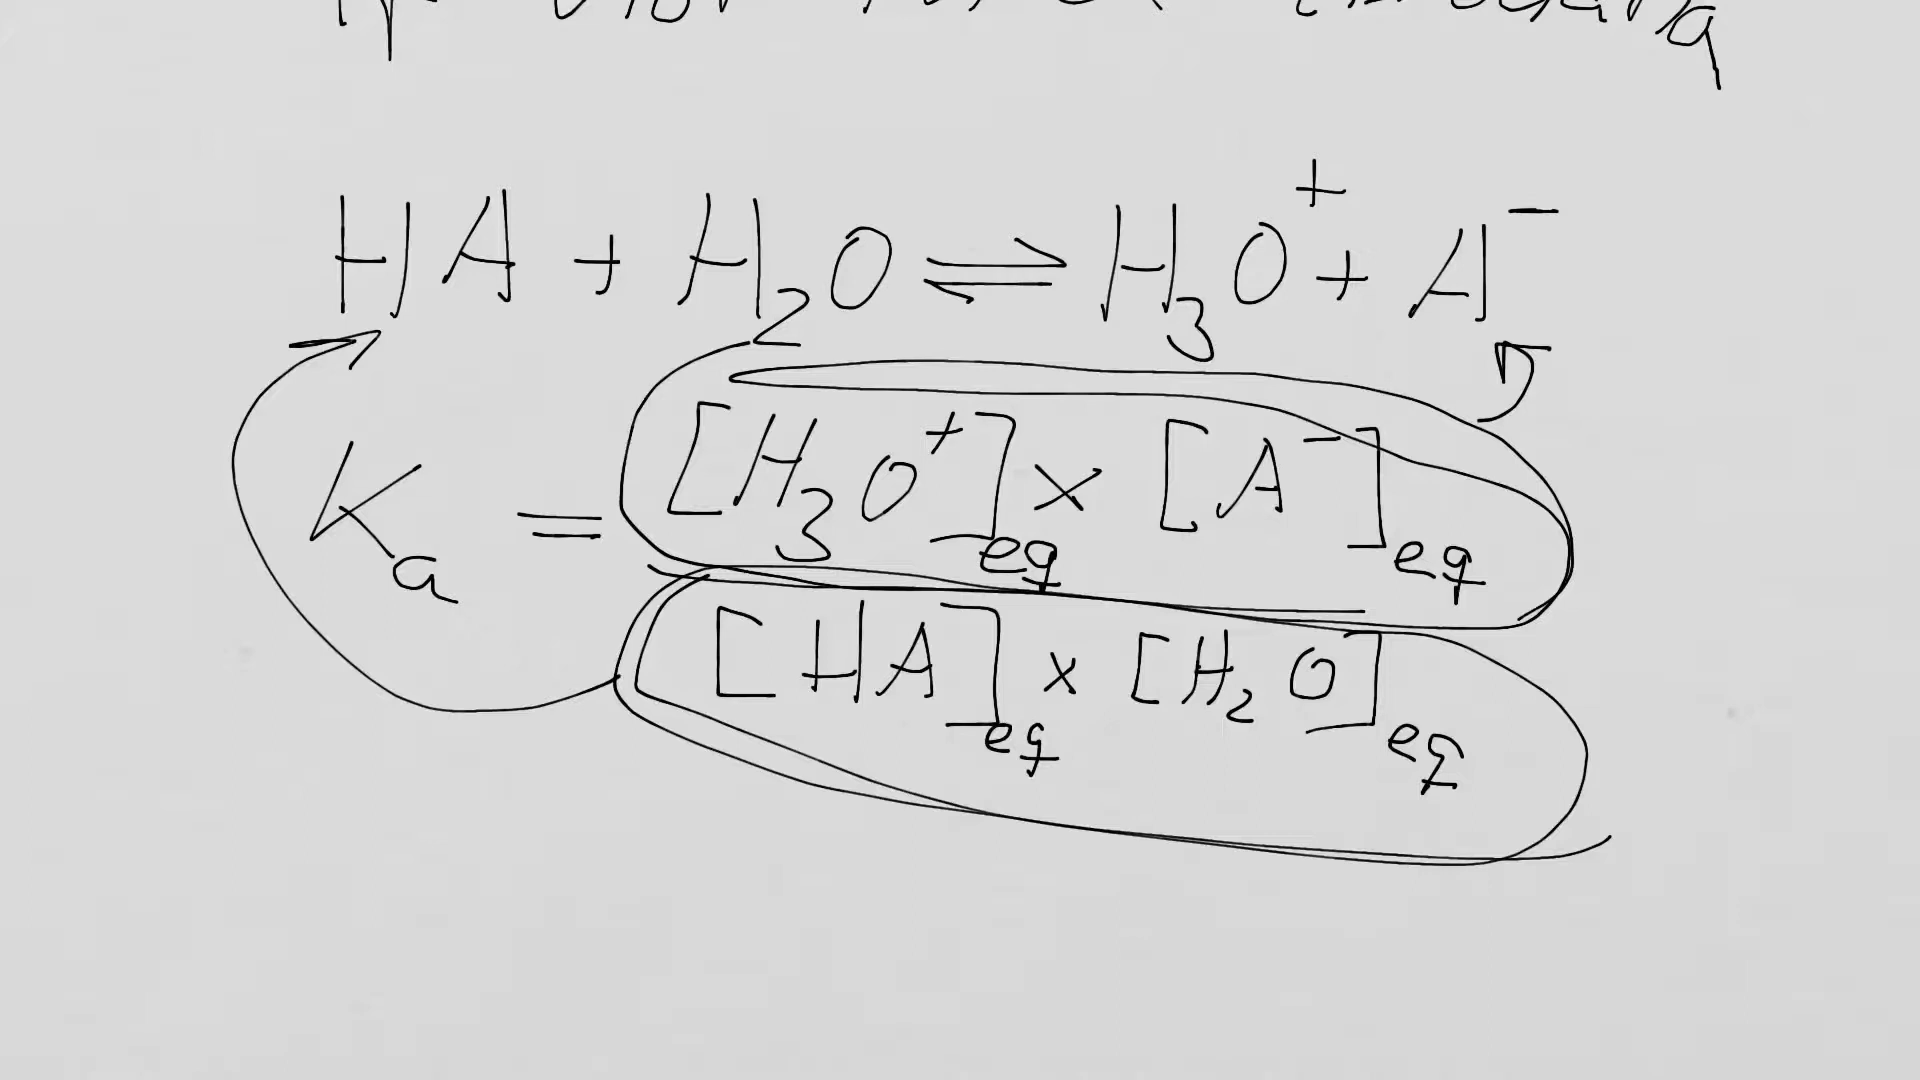 HA + H₂O ⇌ H₃O⁺ + A⁻
Kₐ = [H₃O⁺]eq × [A⁻]eq
[HA]eq × [H₂O]eq